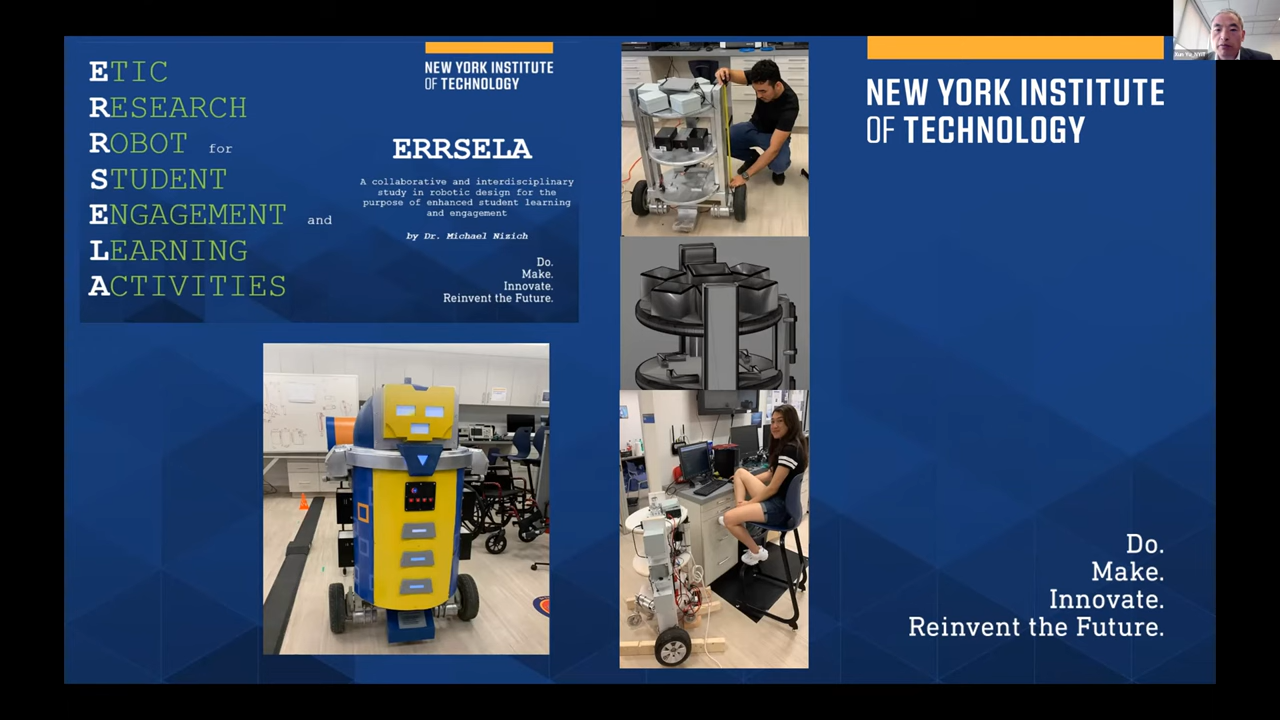 ETIC
RESEARCH
ROBOT for
STUDENT
ENGAGEMENT and
LEARNING
ACTIVITIES
NEW YORK INSTITUTE
OF TECHNOLOGY
ERRSELA
A collaborative and interdisciplinary
study in robotic design for the
purpose of enhanced student learning
and engagement
by Dr. Michael Nizich
Do.
Make.
Innovate.
Reinvent the Future.
NEW YORK INSTITUTE
OF TECHNOLOGY
Do.
Make.
Innovate.
Reinvent the Future.